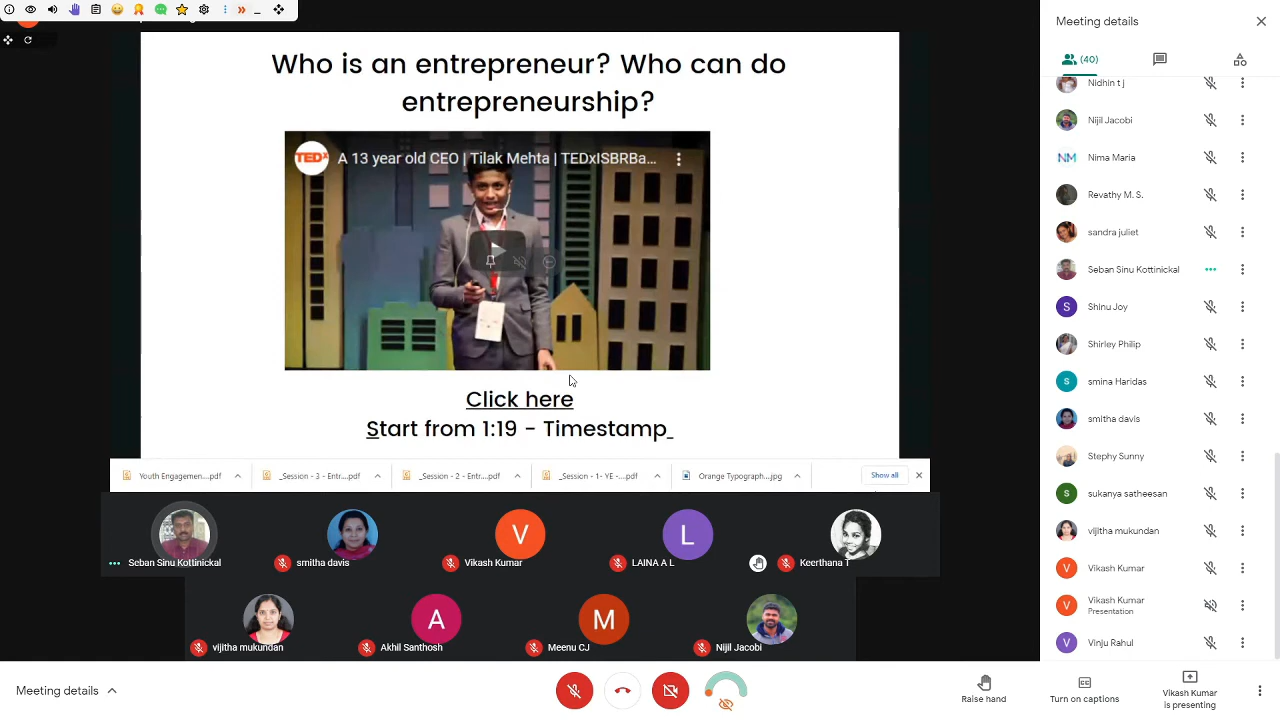 Meeting details
Who is an entrepreneur? Who can do
entrepreneurship?
TEDx
A 13 year old CEO | Tilak Mehta | TEDxISBRBa...
Click here
Start from 1:19 - Timestamp
Youth Engagemen....pdf
_Session - 3 - Entr....pdf
_Session - 2 - Entr....pdf
_Session - 1- YE -....pdf
Orange Typograph....jpg
Show all
Seban Sinu Kottinickal
smitha davis
V
Vikash Kumar
L
LAINA A L
Keerthana T
vijitha mukundan
A
Akhil Santhosh
M
Meenu CJ
Nijil Jacobi
(40)
Nidhin t j
Nijil Jacobi
NM
Nima Maria
Revathy M. S.
sandra juliet
Seban Sinu Kottinickal
S
Shinu Joy
Shirley Philip
s
smina Haridas
smitha davis
Stephy Sunny
s
sukanya satheesan
vijitha mukundan
V
Vikash Kumar
V
Vikash Kumar
Presentation
V
Vinju Rahul
Meeting details
Raise hand
Turn on captions
Vikash Kumar
is presenting